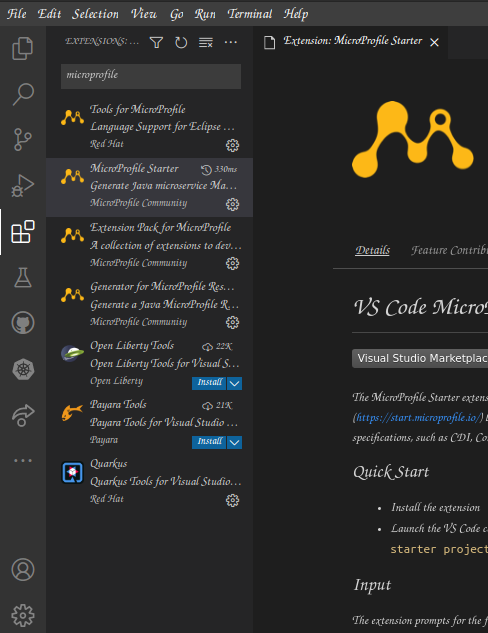 File Edit Selection View Go Run Terminal Help
EXTENSIONS: ...
Extension: MicroProfile Starter
microprofile
Tools for MicroProfile
Language Support for Eclipse ...
Red Hat
MicroProfile Starter 330ms
Generate Java microservice Ma...
MicroProfile Community
Extension Pack for MicroProfile
A collection of extensions to dev...
MicroProfile Community
Generator for MicroProfile Res...
Generate a Java MicroProfile R...
MicroProfile Community
Open Liberty Tools 22K
Open Liberty Tools for Visual S...
Open Liberty Install
Payara Tools 21K
Payara Tools for Visual Studio ...
Payara Install
Quarkus
Quarkus Tools for Visual Studio...
Red Hat
Details Feature Contrib
VS Code MicroP
Visual Studio Marketplac
The MicroProfile Starter extens
(https://start.microprofile.io/)
specifications, such as CDI, Co
Quick Start
• Install the extension
• Launch the VS Code c
starter project
Input
The extension prompts for the f